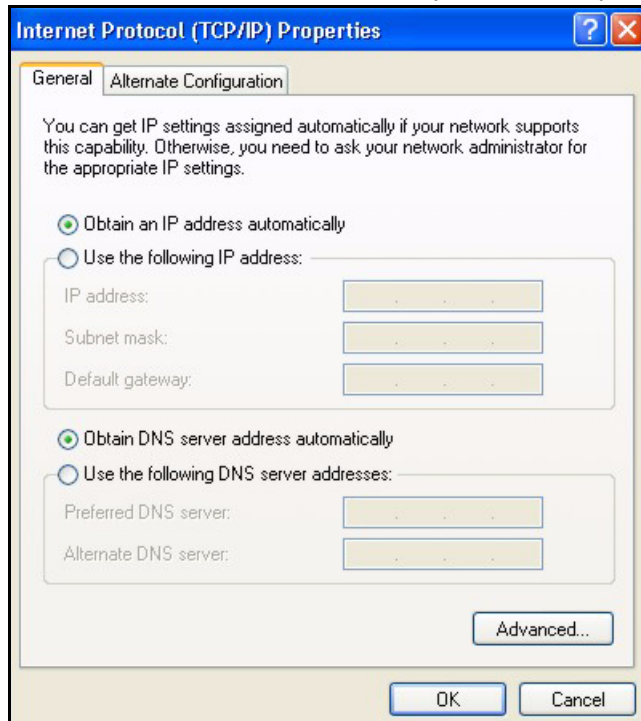 Internet Protocol (TCP/IP) Properties
General
Alternate Configuration
You can get IP settings assigned automatically if your network supports
this capability. Otherwise, you need to ask your network administrator for
the appropriate IP settings.
Obtain an IP address automatically
Use the following IP address:
IP address:
Subnet mask:
Default gateway:
Obtain DNS server address automatically
Use the following DNS server addresses:
Preferred DNS server:
Alternate DNS server:
Advanced...
OK
Cancel